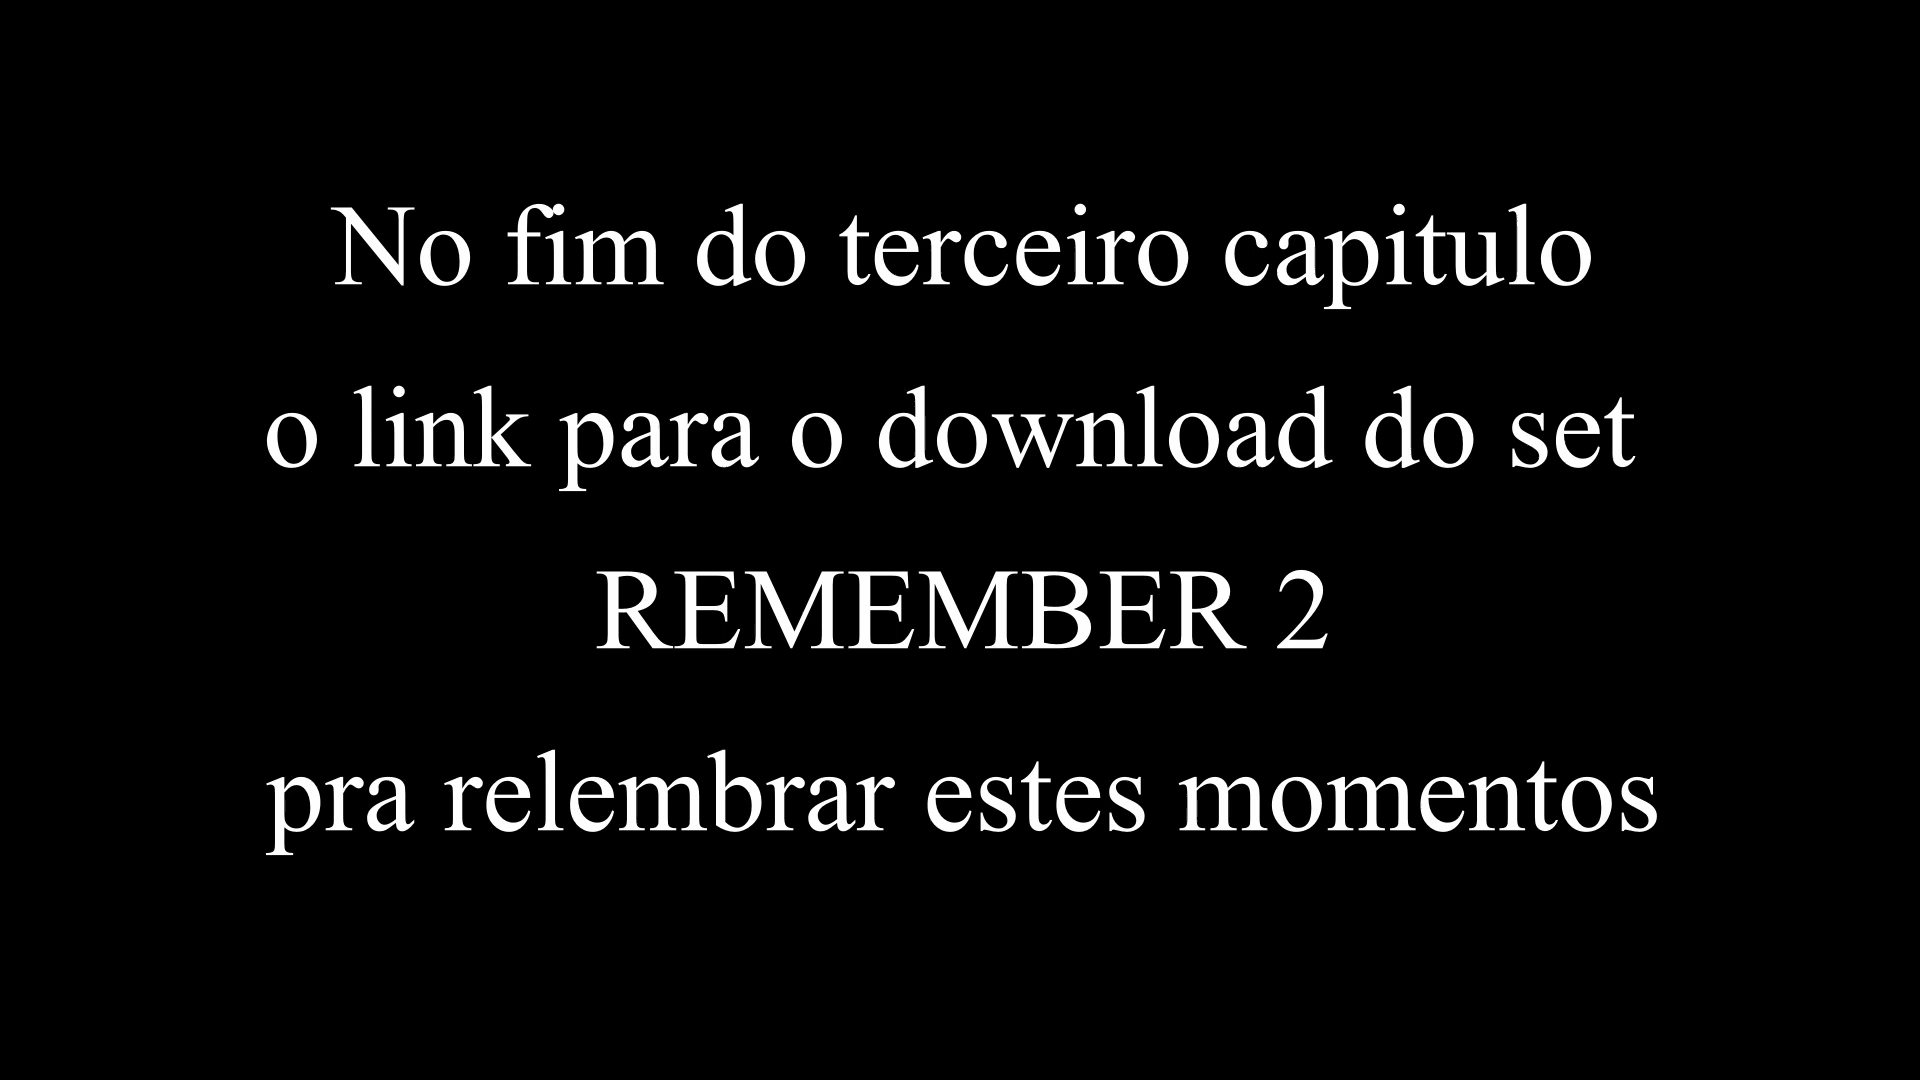 No fim do terceiro capitulo
o link para o download do set
REMEMBER 2
pra relembrar estes momentos